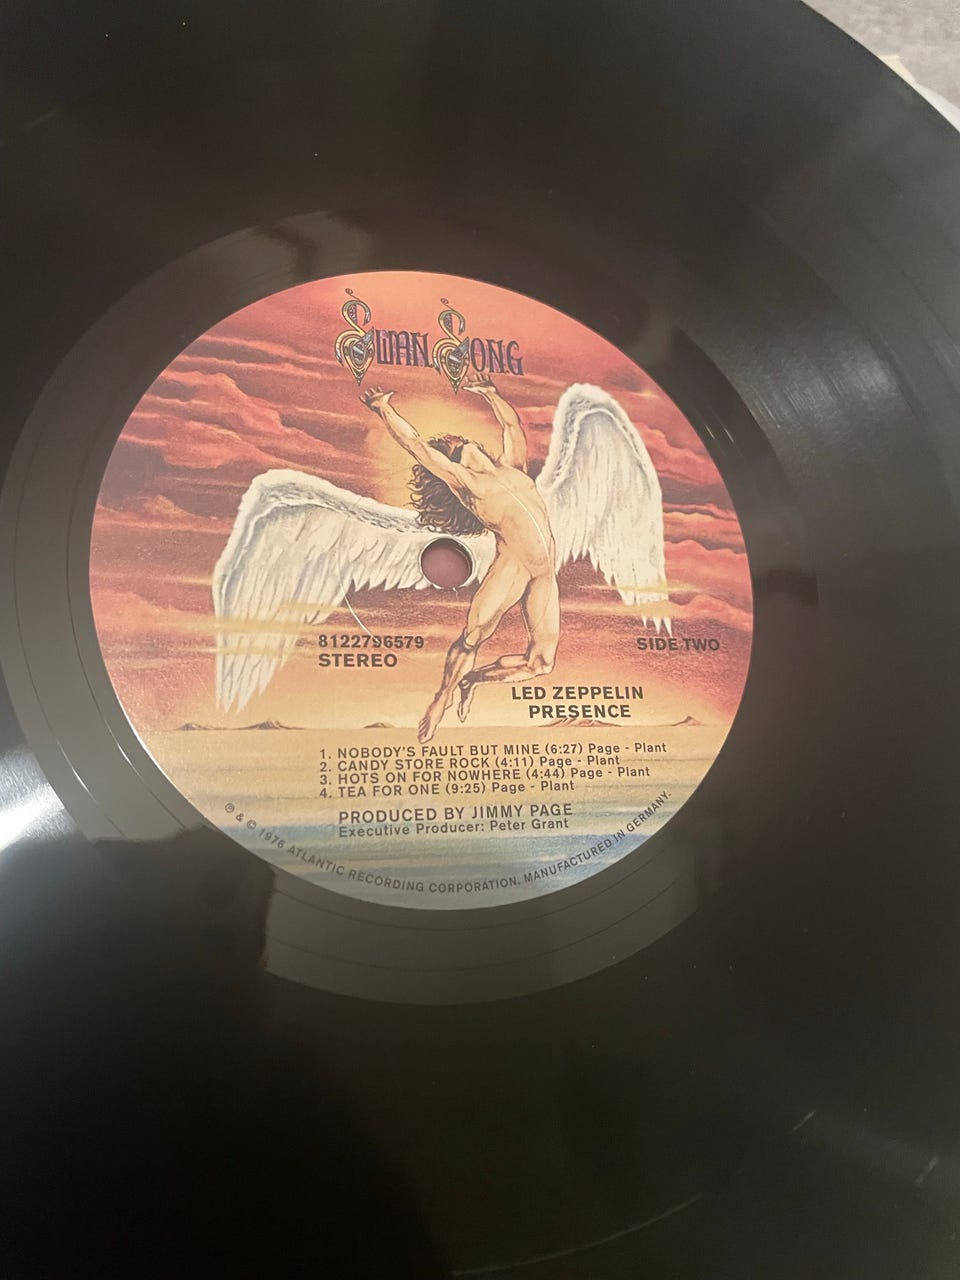 SWAN SONG
8122796579
STEREO
SIDE TWO
LED ZEPPELIN
PRESENCE
1. NOBODY'S FAULT BUT MINE (6:27) Page - Plant
2. CANDY STORE ROCK (4:11) Page - Plant
3. HOTS ON FOR NOWHERE (4:44) Page - Plant
4. TEA FOR ONE (9:25) Page - Plant
PRODUCED BY JIMMY PAGE
Executive Producer: Peter Grant
℗ & © 1976 ATLANTIC RECORDING CORPORATION. MANUFACTURED IN GERMANY.